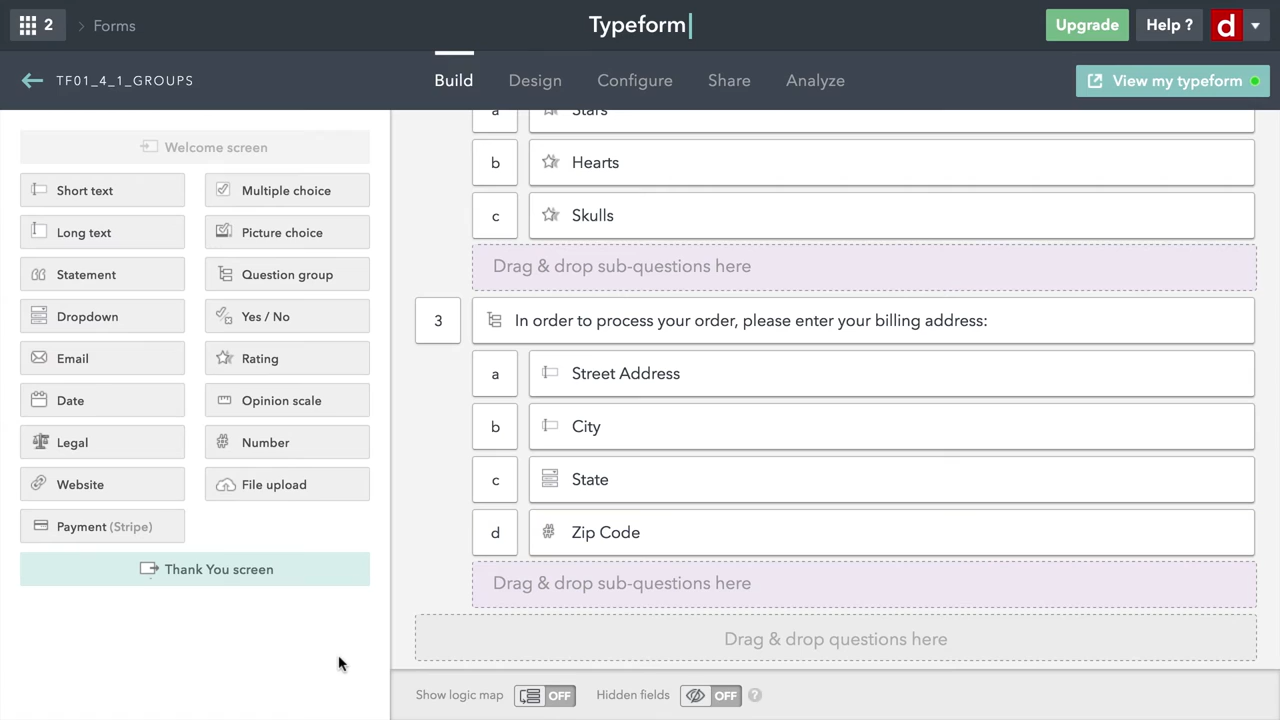 2 Forms Typeform Upgrade Help ? d
TF01_4_1_GROUPS Build Design Configure Share Analyze View my typeform
Welcome screen
Short text Multiple choice
Long text Picture choice
Statement Question group
Dropdown Yes / No
Email Rating
Date Opinion scale
Legal Number
Website File upload
Payment (Stripe)
Thank You screen
a Stars
b Hearts
c Skulls
Drag & drop sub-questions here
3 In order to process your order, please enter your billing address:
a Street Address
b City
c State
d Zip Code
Drag & drop sub-questions here
Drag & drop questions here
Show logic map OFF Hidden fields OFF ?